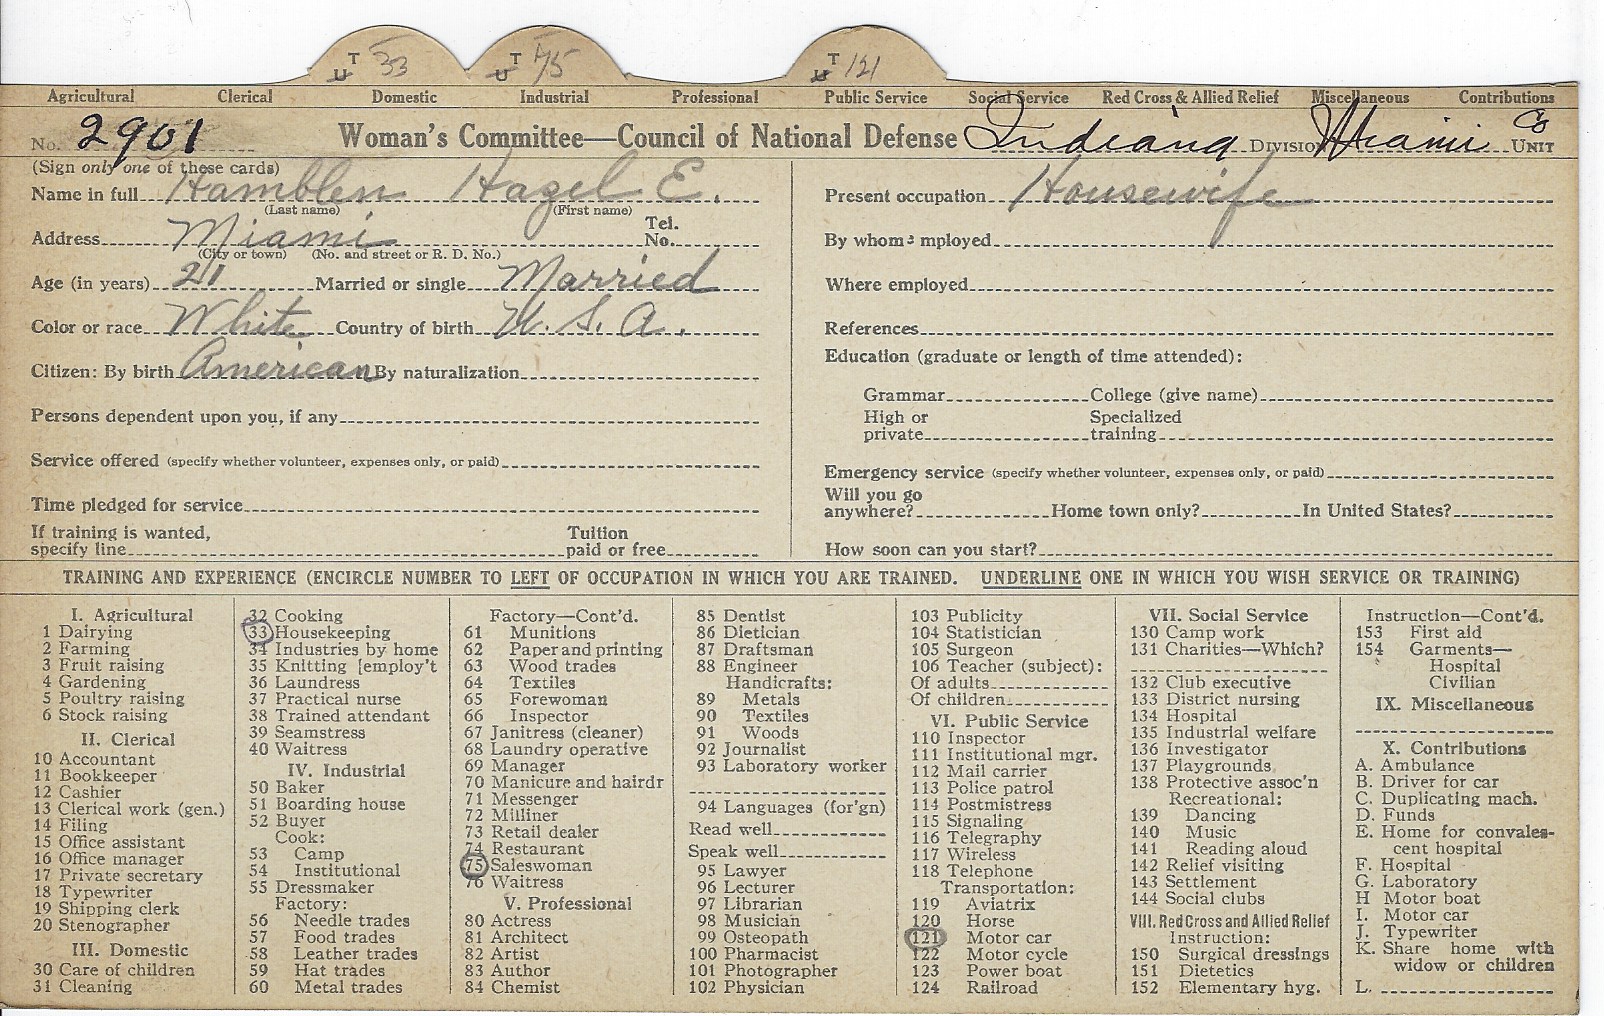 T U 33 T U 75 T U 121
Agricultural Clerical Domestic Industrial Professional Public Service Social Service Red Cross & Allied Relief Miscellaneous Contributions
No. 2901 Woman's Committee—Council of National Defense Indiana Division Miami Co Unit
(Sign only one of these cards)
Name in full Hamblen Hazel E.
(Last name) (First name)
Address Miami Tel. No.
(City or town) (No. and street or R. D. No.)
Age (in years) 21 Married or single Married
Color or race White Country of birth U. S. A.
Citizen: By birth American By naturalization
Persons dependent upon you, if any
Service offered (specify whether volunteer, expenses only, or paid)
Time pledged for service
If training is wanted, specify line Tuition paid or free
Present occupation Housewife
By whom employed
Where employed
References
Education (graduate or length of time attended):
Grammar College (give name)
High or private Specialized training
Emergency service (specify whether volunteer, expenses only, or paid)
Will you go anywhere? Home town only? In United States?
How soon can you start?
TRAINING AND EXPERIENCE (ENCIRCLE NUMBER TO LEFT OF OCCUPATION IN WHICH YOU ARE TRAINED. UNDERLINE ONE IN WHICH YOU WISH SERVICE OR TRAINING)
I. Agricultural
1 Dairying
2 Farming
3 Fruit raising
4 Gardening
5 Poultry raising
6 Stock raising
II. Clerical
10 Accountant
11 Bookkeeper
12 Cashier
13 Clerical work (gen.)
14 Filing
15 Office assistant
16 Office manager
17 Private secretary
18 Typewriter
19 Shipping clerk
20 Stenographer
III. Domestic
30 Care of children
31 Cleaning
32 Cooking
33 Housekeeping
34 Industries by home
35 Knitting [employ't
36 Laundress
37 Practical nurse
38 Trained attendant
39 Seamstress
40 Waitress
IV. Industrial
50 Baker
51 Boarding house
52 Buyer
Cook:
53 Camp
54 Institutional
55 Dressmaker
Factory:
56 Needle trades
57 Food trades
58 Leather trades
59 Hat trades
60 Metal trades
Factory—Cont'd.
61 Munitions
62 Paper and printing
63 Wood trades
64 Textiles
65 Forewoman
66 Inspector
67 Janitress (cleaner)
68 Laundry operative
69 Manager
70 Manicure and hairdr
71 Messenger
72 Milliner
73 Retail dealer
74 Restaurant
75 Saleswoman
76 Waitress
V. Professional
80 Actress
81 Architect
82 Artist
83 Author
84 Chemist
85 Dentist
86 Dietician
87 Draftsman
88 Engineer
Handicrafts:
89 Metals
90 Textiles
91 Woods
92 Journalist
93 Laboratory worker
94 Languages (for'gn)
Read well
Speak well
95 Lawyer
96 Lecturer
97 Librarian
98 Musician
99 Osteopath
100 Pharmacist
101 Photographer
102 Physician
103 Publicity
104 Statistician
105 Surgeon
106 Teacher (subject):
Of adults
Of children
VI. Public Service
110 Inspector
111 Institutional mgr.
112 Mail carrier
113 Police patrol
114 Postmistress
115 Signaling
116 Telegraphy
117 Wireless
118 Telephone
Transportation:
119 Aviatrix
120 Horse
121 Motor car
122 Motor cycle
123 Power boat
124 Railroad
VII. Social Service
130 Camp work
131 Charities—Which?
132 Club executive
133 District nursing
134 Hospital
135 Industrial welfare
136 Investigator
137 Playgrounds
138 Protective assoc'n
Recreational:
139 Dancing
140 Music
141 Reading aloud
142 Relief visiting
143 Settlement
144 Social clubs
VIII. Red Cross and Allied Relief
Instruction:
150 Surgical dressings
151 Dietetics
152 Elementary hyg.
Instruction—Cont'd.
153 First aid
154 Garments—
Hospital
Civilian
IX. Miscellaneous
X. Contributions
A. Ambulance
B. Driver for car
C. Duplicating mach.
D. Funds
E. Home for convales-
cent hospital
F. Hospital
G. Laboratory
H Motor boat
I. Motor car
J. Typewriter
K. Share home with
widow or children
L.